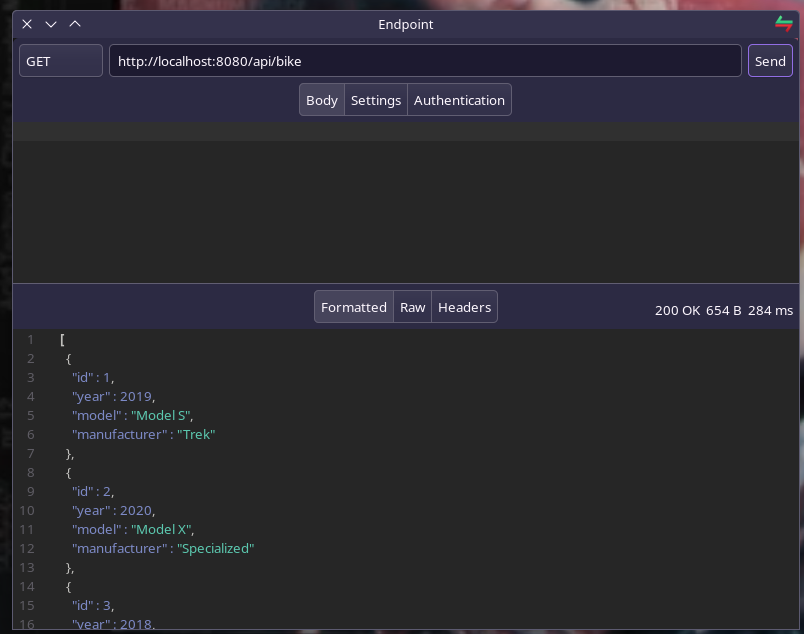 Endpoint
GET http://localhost:8080/api/bike Send
Body Settings Authentication
Formatted Raw Headers 200 OK 654 B 284 ms
1 [
2 {
3 "id" : 1,
4 "year" : 2019,
5 "model" : "Model S",
6 "manufacturer" : "Trek"
7 },
8 {
9 "id" : 2,
10 "year" : 2020,
11 "model" : "Model X",
12 "manufacturer" : "Specialized"
13 },
14 {
15 "id" : 3,
16 "year" : 2018,